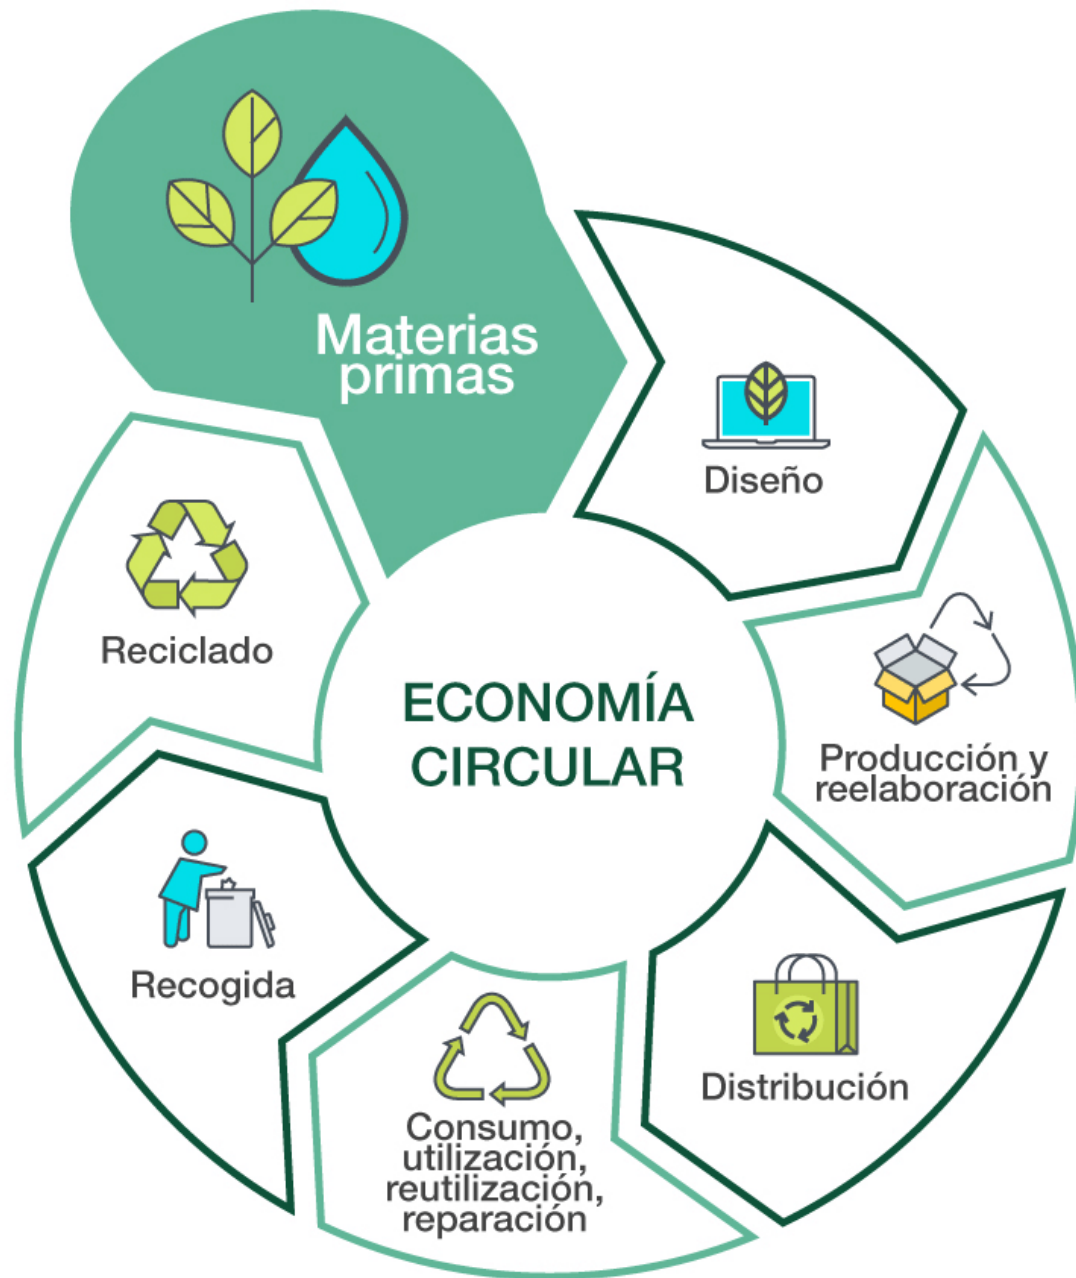 Materias
primas
Diseño
Producción y
reelaboración
Distribución
Consumo,
utilización,
reutilización,
reparación
Recogida
Reciclado
ECONOMÍA
CIRCULAR